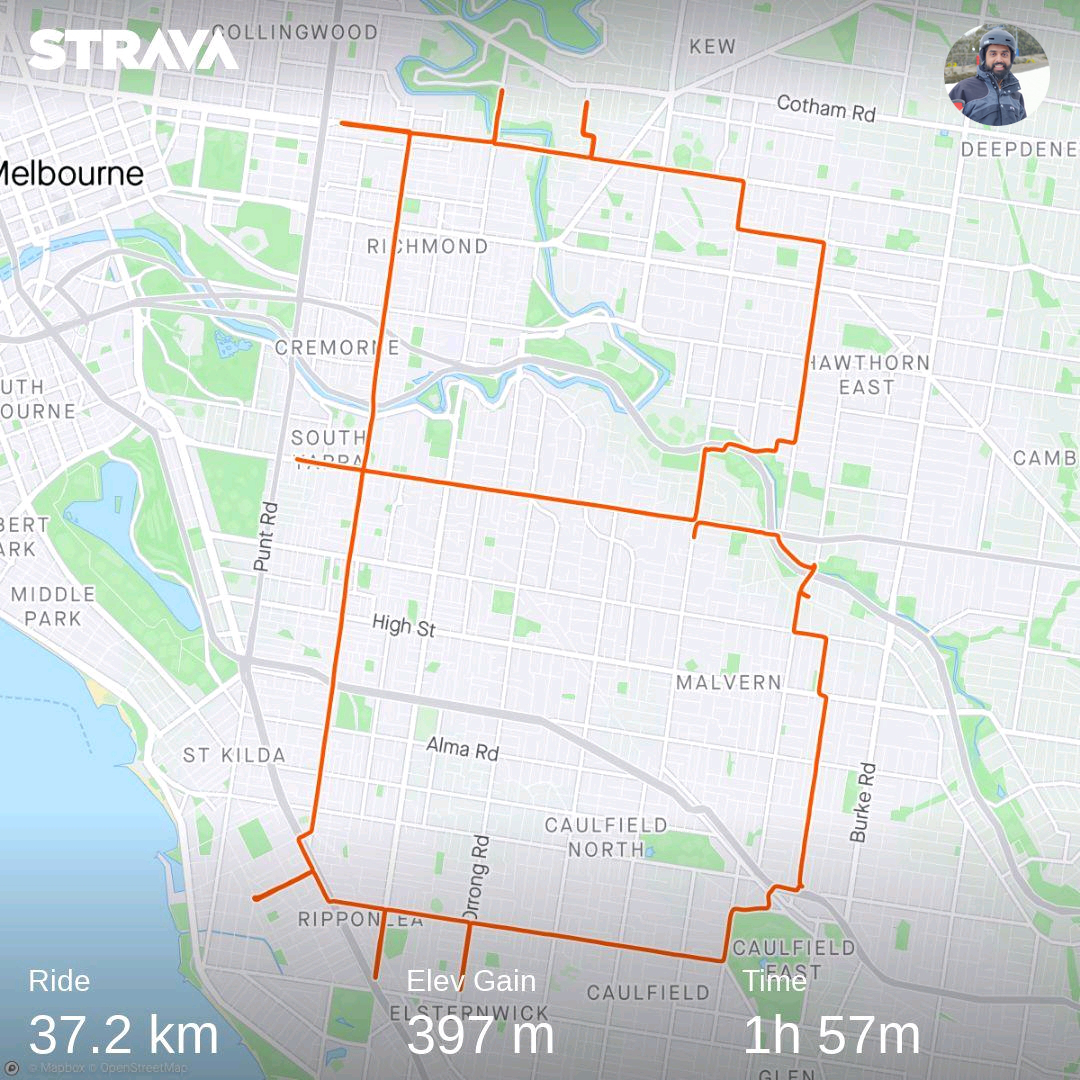 STRAVA
COLLINGWOOD
KEW
Cotham Rd
DEEPDENE
Melbourne
RICHMOND
CREMORNE
HAWTHORN
EAST
UTH
OURNE
SOUTH
YARRA
CAMB
Punt Rd
BERT
ARK
MIDDLE
PARK
High St
MALVERN
ST KILDA
Alma Rd
Burke Rd
CAULFIELD
NORTH
Orrong Rd
RIPPONLEA
CAULFIELD
EAST
CAULFIELD
ELSTERNWICK
Ride
Elev Gain
Time
37.2 km
397 m
1h 57m
© Mapbox © OpenStreetMap
GLEN